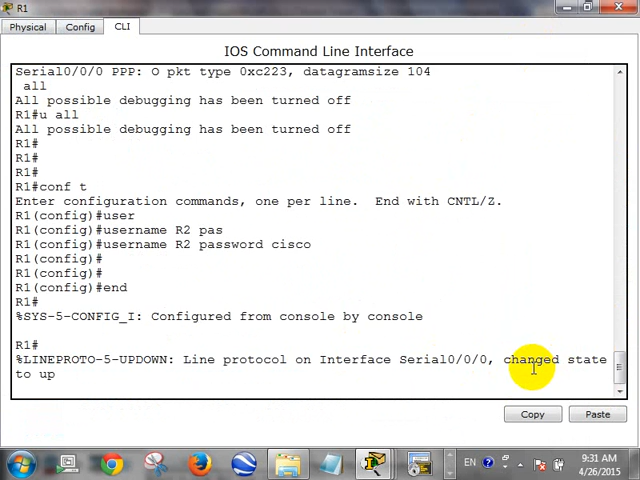 R1
Physical
Config
CLI
IOS Command Line Interface
Serial0/0/0 PPP: O pkt type 0xc223, datagramsize 104
all
All possible debugging has been turned off
R1#u all
All possible debugging has been turned off
R1#
R1#
R1#
R1#conf t
Enter configuration commands, one per line.  End with CNTL/Z.
R1(config)#user
R1(config)#username R2 pas
R1(config)#username R2 password cisco
R1(config)#
R1(config)#
R1(config)#end
R1#
%SYS-5-CONFIG_I: Configured from console by console
R1#
%LINEPROTO-5-UPDOWN: Line protocol on Interface Serial0/0/0, changed state
to up
Copy
Paste
EN
9:31 AM
4/26/2015